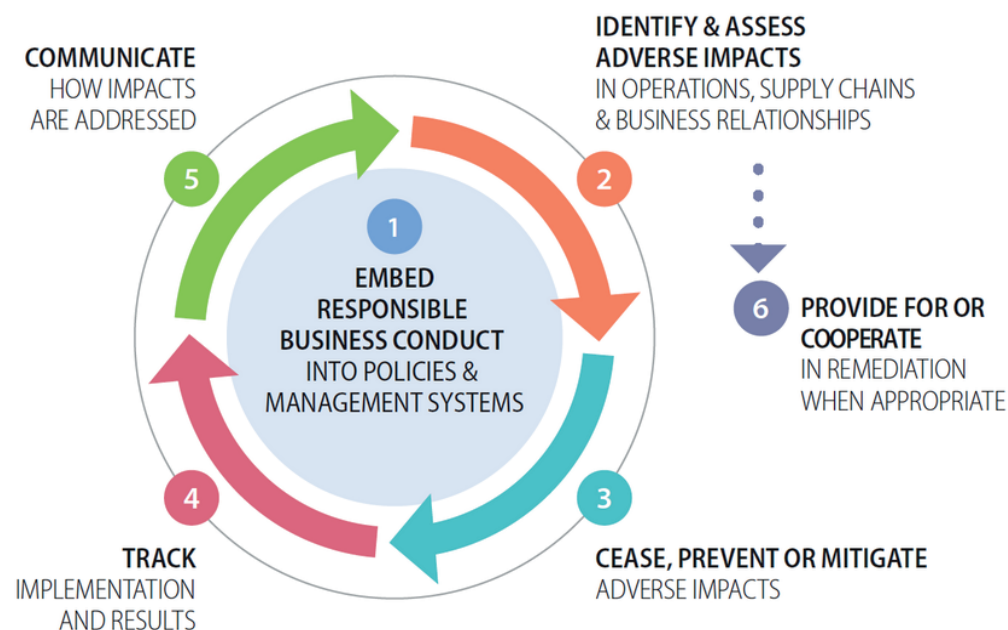 1
EMBED
RESPONSIBLE
BUSINESS CONDUCT
INTO POLICIES &
MANAGEMENT SYSTEMS
2
IDENTIFY & ASSESS
ADVERSE IMPACTS
IN OPERATIONS, SUPPLY CHAINS
& BUSINESS RELATIONSHIPS
3
CEASE, PREVENT OR MITIGATE
ADVERSE IMPACTS
4
TRACK
IMPLEMENTATION
AND RESULTS
5
COMMUNICATE
HOW IMPACTS
ARE ADDRESSED
6
PROVIDE FOR OR
COOPERATE
IN REMEDIATION
WHEN APPROPRIATE